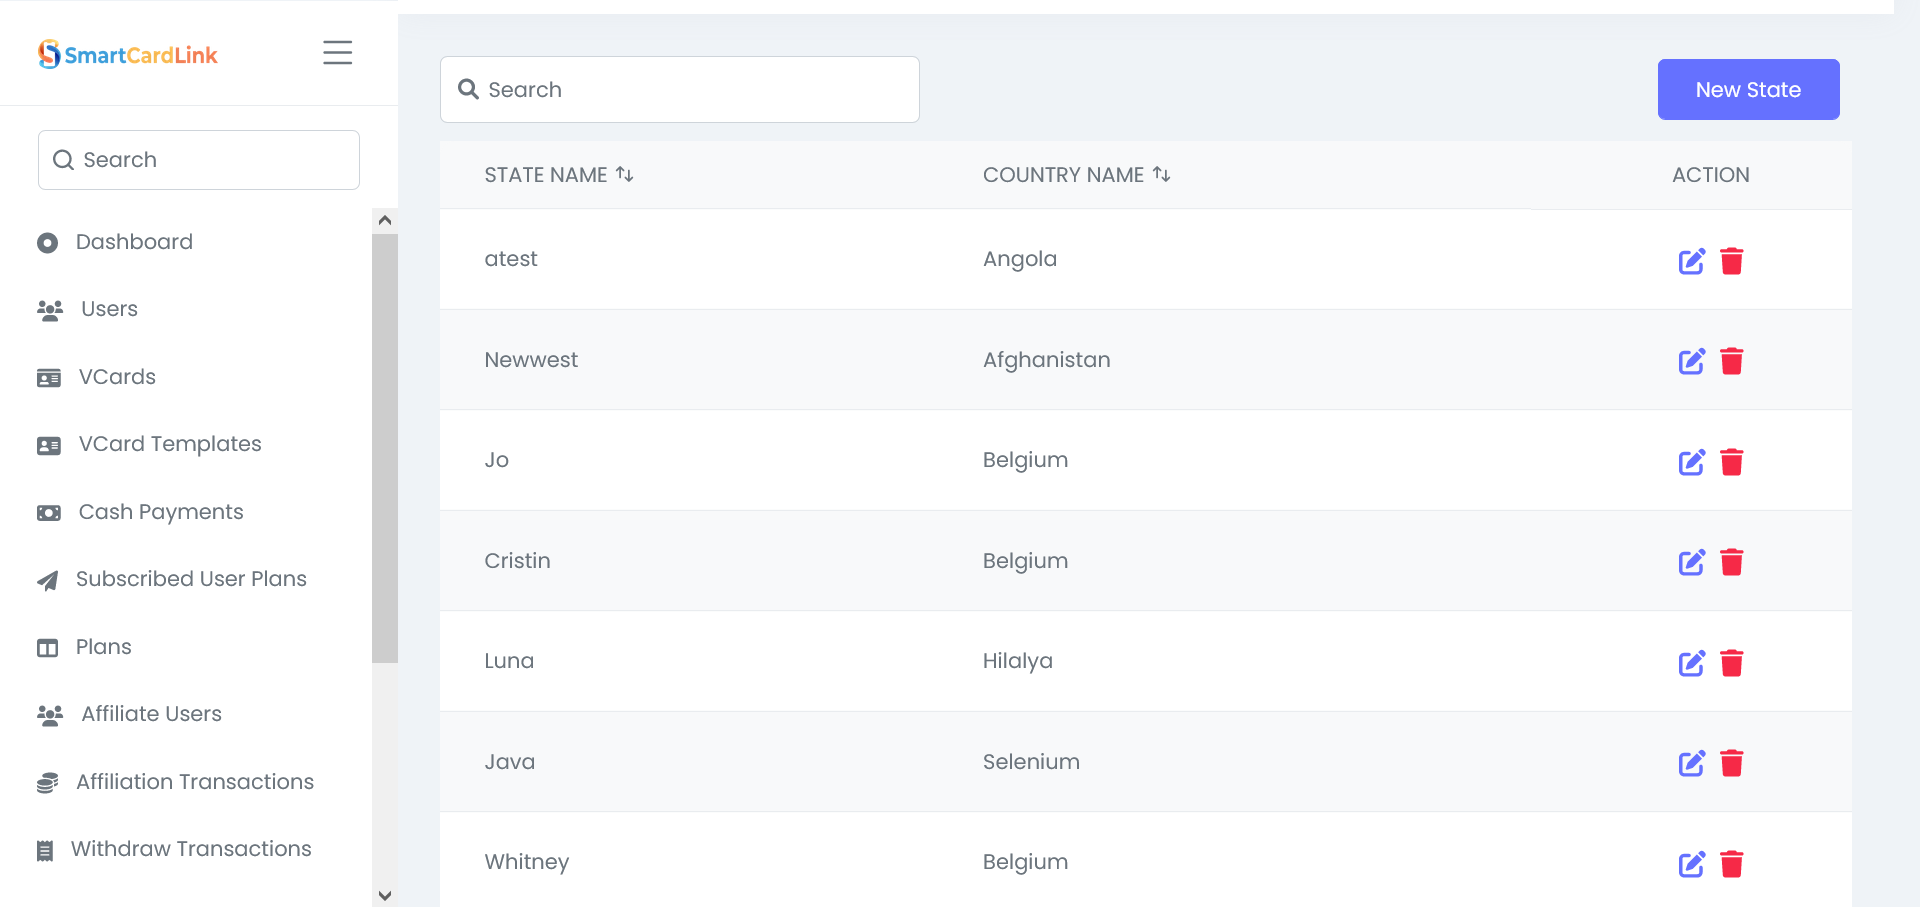 SmartCardLink
Search
Dashboard
Users
VCards
VCard Templates
Cash Payments
Subscribed User Plans
Plans
Affiliate Users
Affiliation Transactions
Withdraw Transactions
Search
New State
STATE NAME COUNTRY NAME ACTION
atest Angola
Newwest Afghanistan
Jo Belgium
Cristin Belgium
Luna Hilalya
Java Selenium
Whitney Belgium